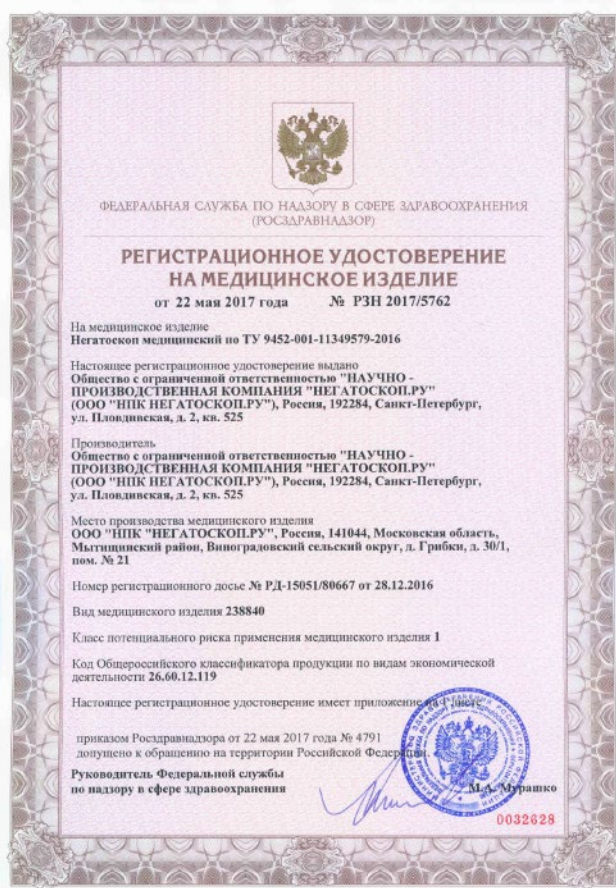 ФЕДЕРАЛЬНАЯ СЛУЖБА ПО НАДЗОРУ В СФЕРЕ ЗДРАВООХРАНЕНИЯ
(РОСЗДРАВНАДЗОР)
РЕГИСТРАЦИОННОЕ УДОСТОВЕРЕНИЕ
НА МЕДИЦИНСКОЕ ИЗДЕЛИЕ
от 22 мая 2017 года № РЗН 2017/5762
На медицинское изделие
Негатоскоп медицинский по ТУ 9452-001-11349579-2016
Настоящее регистрационное удостоверение выдано
Общество с ограниченной ответственностью "НАУЧНО -
ПРОИЗВОДСТВЕННАЯ КОМПАНИЯ "НЕГАТОСКОП.РУ"
(ООО "НПК НЕГАТОСКОП.РУ"), Россия, 192284, Санкт-Петербург,
ул. Пловдивская, д. 2, кв. 525
Производитель
Общество с ограниченной ответственностью "НАУЧНО -
ПРОИЗВОДСТВЕННАЯ КОМПАНИЯ "НЕГАТОСКОП.РУ"
(ООО "НПК НЕГАТОСКОП.РУ"), Россия, 192284, Санкт-Петербург,
ул. Пловдивская, д. 2, кв. 525
Место производства медицинского изделия
ООО "НПК "НЕГАТОСКОП.РУ", Россия, 141044, Московская область,
Мытищинский район, Виноградовский сельский округ, д. Грибки, д. 30/1,
пом. № 21
Номер регистрационного досье № РД-15051/80667 от 28.12.2016
Вид медицинского изделия 238840
Класс потенциального риска применения медицинского изделия 1
Код Общероссийского классификатора продукции по видам экономической
деятельности 26.60.12.119
Настоящее регистрационное удостоверение имеет приложение на 1 листе
приказом Росздравнадзора от 22 мая 2017 года № 4791
допущено к обращению на территории Российской Федерации.
Руководитель Федеральной службы
по надзору в сфере здравоохранения
М.А. Мурашко
0032628